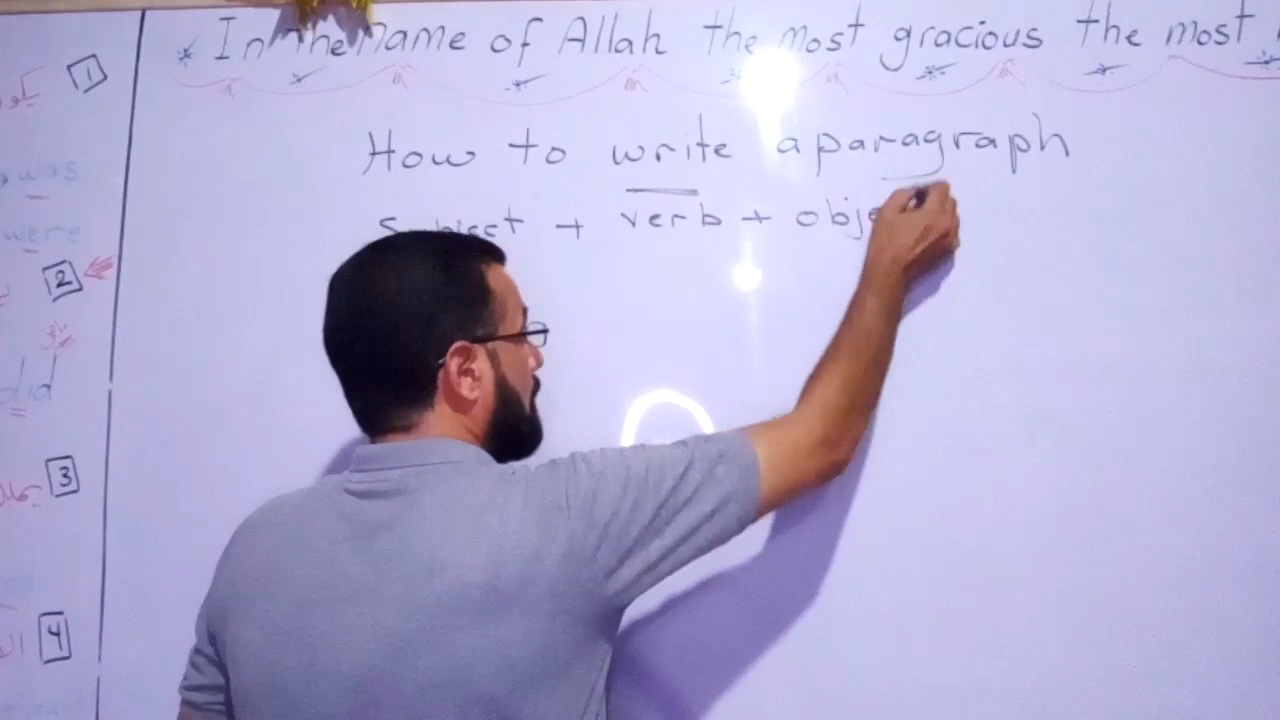 In the name of Allah the most gracious the most
How to write a paragraph
Subject + verb + obje
1
was
were
2
did
3
4